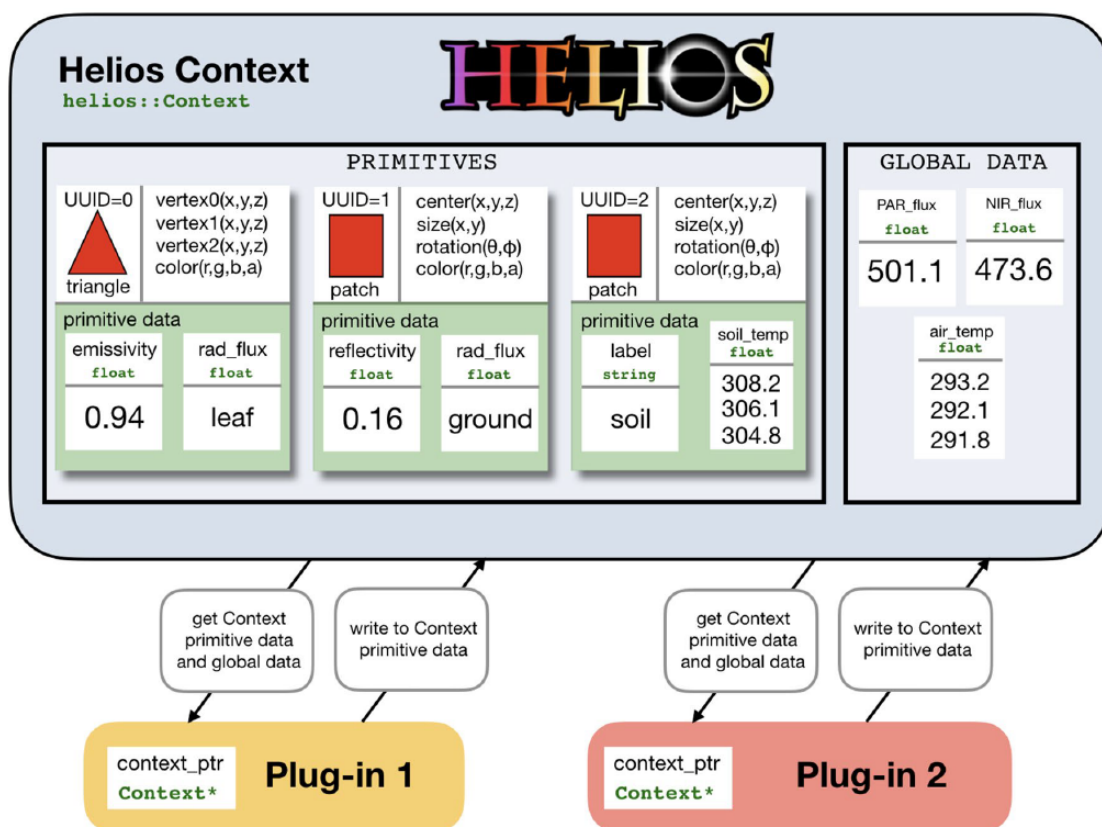 Helios Context
helios::Context
HELIOS
PRIMITIVES
UUID=0
triangle
vertex0(x,y,z)
vertex1(x,y,z)
vertex2(x,y,z)
color(r,g,b,a)
primitive data
emissivity
float
0.94
rad_flux
float
leaf
UUID=1
patch
center(x,y,z)
size(x,y)
rotation(θ,ϕ)
color(r,g,b,a)
primitive data
reflectivity
float
0.16
rad_flux
float
ground
UUID=2
patch
center(x,y,z)
size(x,y)
rotation(θ,ϕ)
color(r,g,b,a)
primitive data
label
string
soil
soil_temp
float
308.2
306.1
304.8
GLOBAL DATA
PAR_flux
float
501.1
NIR_flux
float
473.6
air_temp
float
293.2
292.1
291.8
get Context
primitive data
and global data
write to Context
primitive data
get Context
primitive data
and global data
write to Context
primitive data
context_ptr
Context*
Plug-in 1
context_ptr
Context*
Plug-in 2